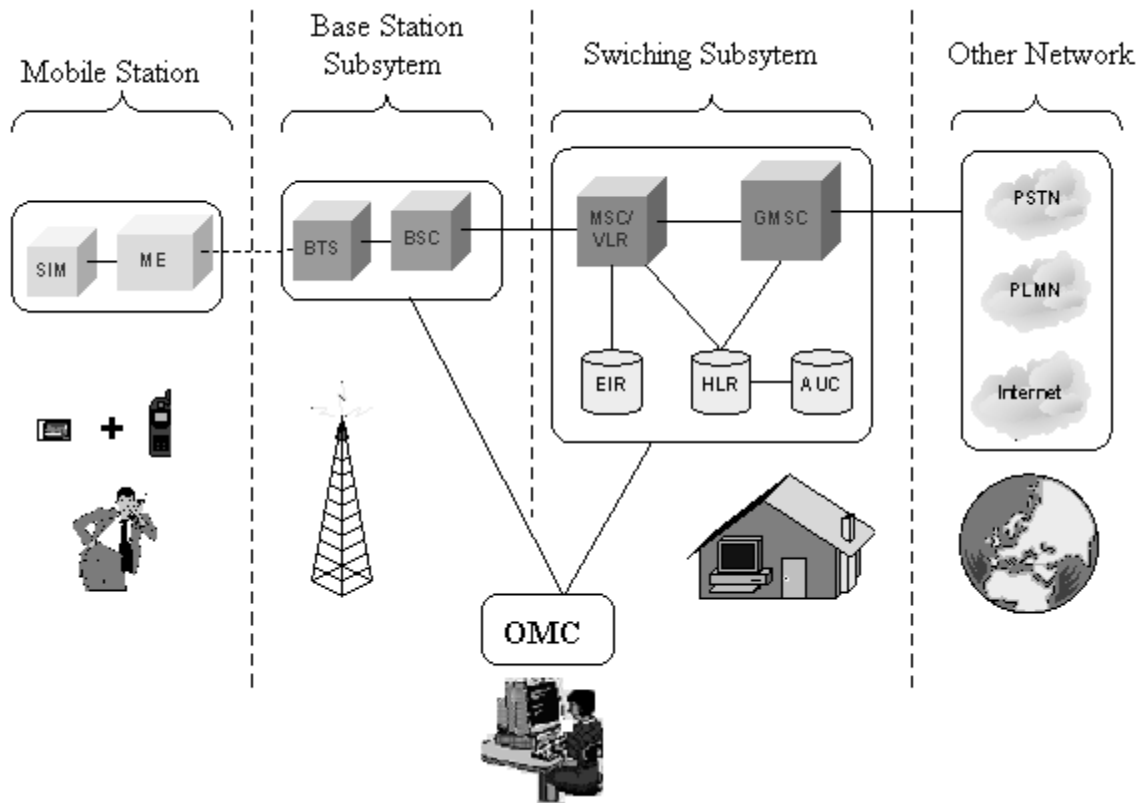 Mobile Station
Base Station
Subsytem
Swiching Subsytem
Other Network
SIM
ME
BTS
BSC
MSC/
VLR
GMSC
EIR
HLR
AUC
PSTN
PLMN
Internet
+
OMC